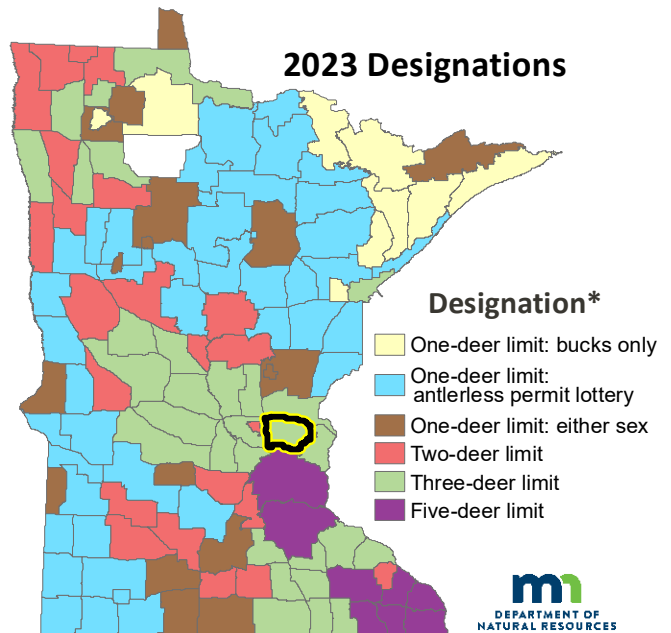 2023 Designations
Designation*
One-deer limit: bucks only
One-deer limit:
antlerless permit lottery
One-deer limit: either sex
Two-deer limit
Three-deer limit
Five-deer limit
mn
DEPARTMENT OF
NATURAL RESOURCES